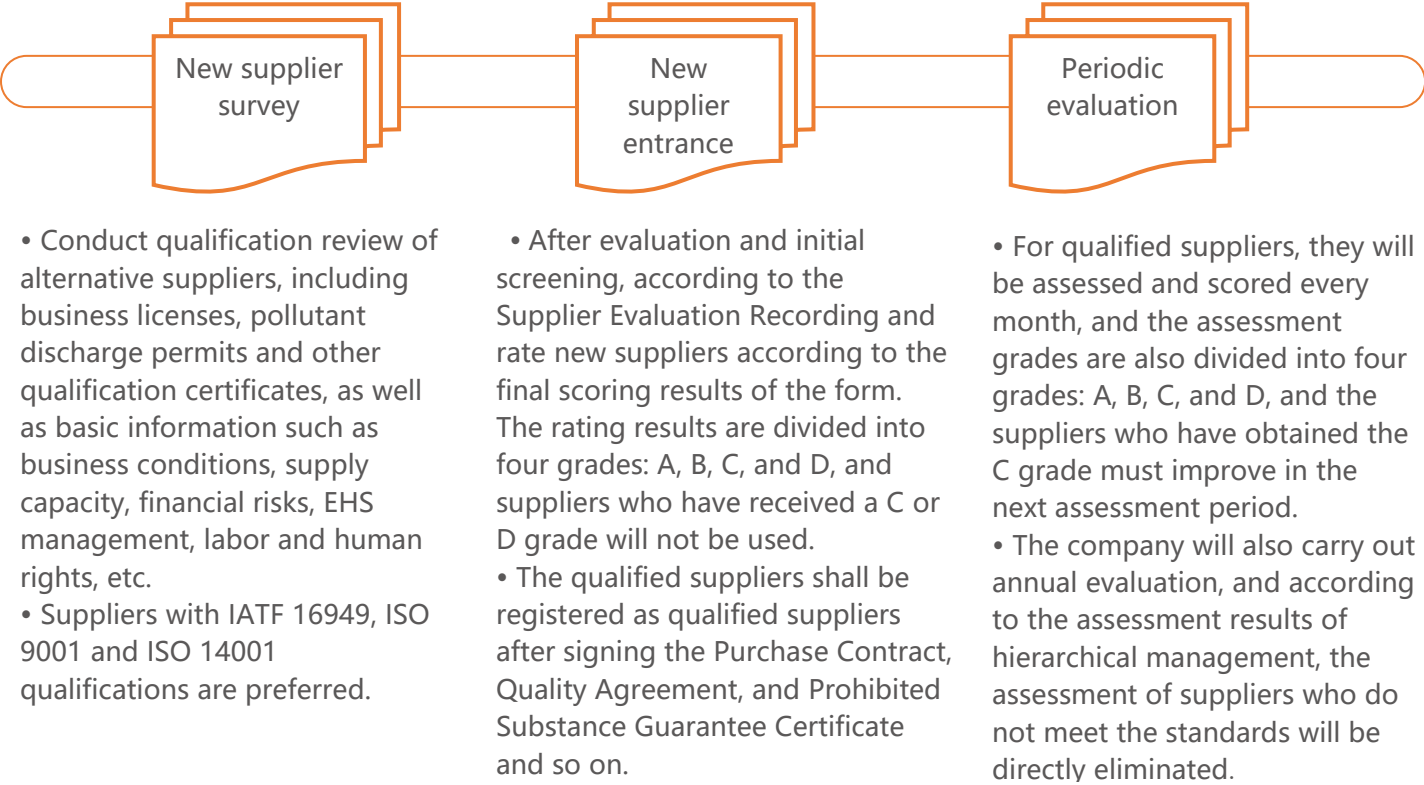 New supplier
survey
New
supplier
entrance
Periodic
evaluation
• Conduct qualification review of
alternative suppliers, including
business licenses, pollutant
discharge permits and other
qualification certificates, as well
as basic information such as
business conditions, supply
capacity, financial risks, EHS
management, labor and human
rights, etc.
• Suppliers with IATF 16949, ISO
9001 and ISO 14001
qualifications are preferred.
• After evaluation and initial
screening, according to the
Supplier Evaluation Recording and
rate new suppliers according to the
final scoring results of the form.
The rating results are divided into
four grades: A, B, C, and D, and
suppliers who have received a C or
D grade will not be used.
• The qualified suppliers shall be
registered as qualified suppliers
after signing the Purchase Contract,
Quality Agreement, and Prohibited
Substance Guarantee Certificate
and so on.
• For qualified suppliers, they will
be assessed and scored every
month, and the assessment
grades are also divided into four
grades: A, B, C, and D, and the
suppliers who have obtained the
C grade must improve in the
next assessment period.
• The company will also carry out
annual evaluation, and according
to the assessment results of
hierarchical management, the
assessment of suppliers who do
not meet the standards will be
directly eliminated.